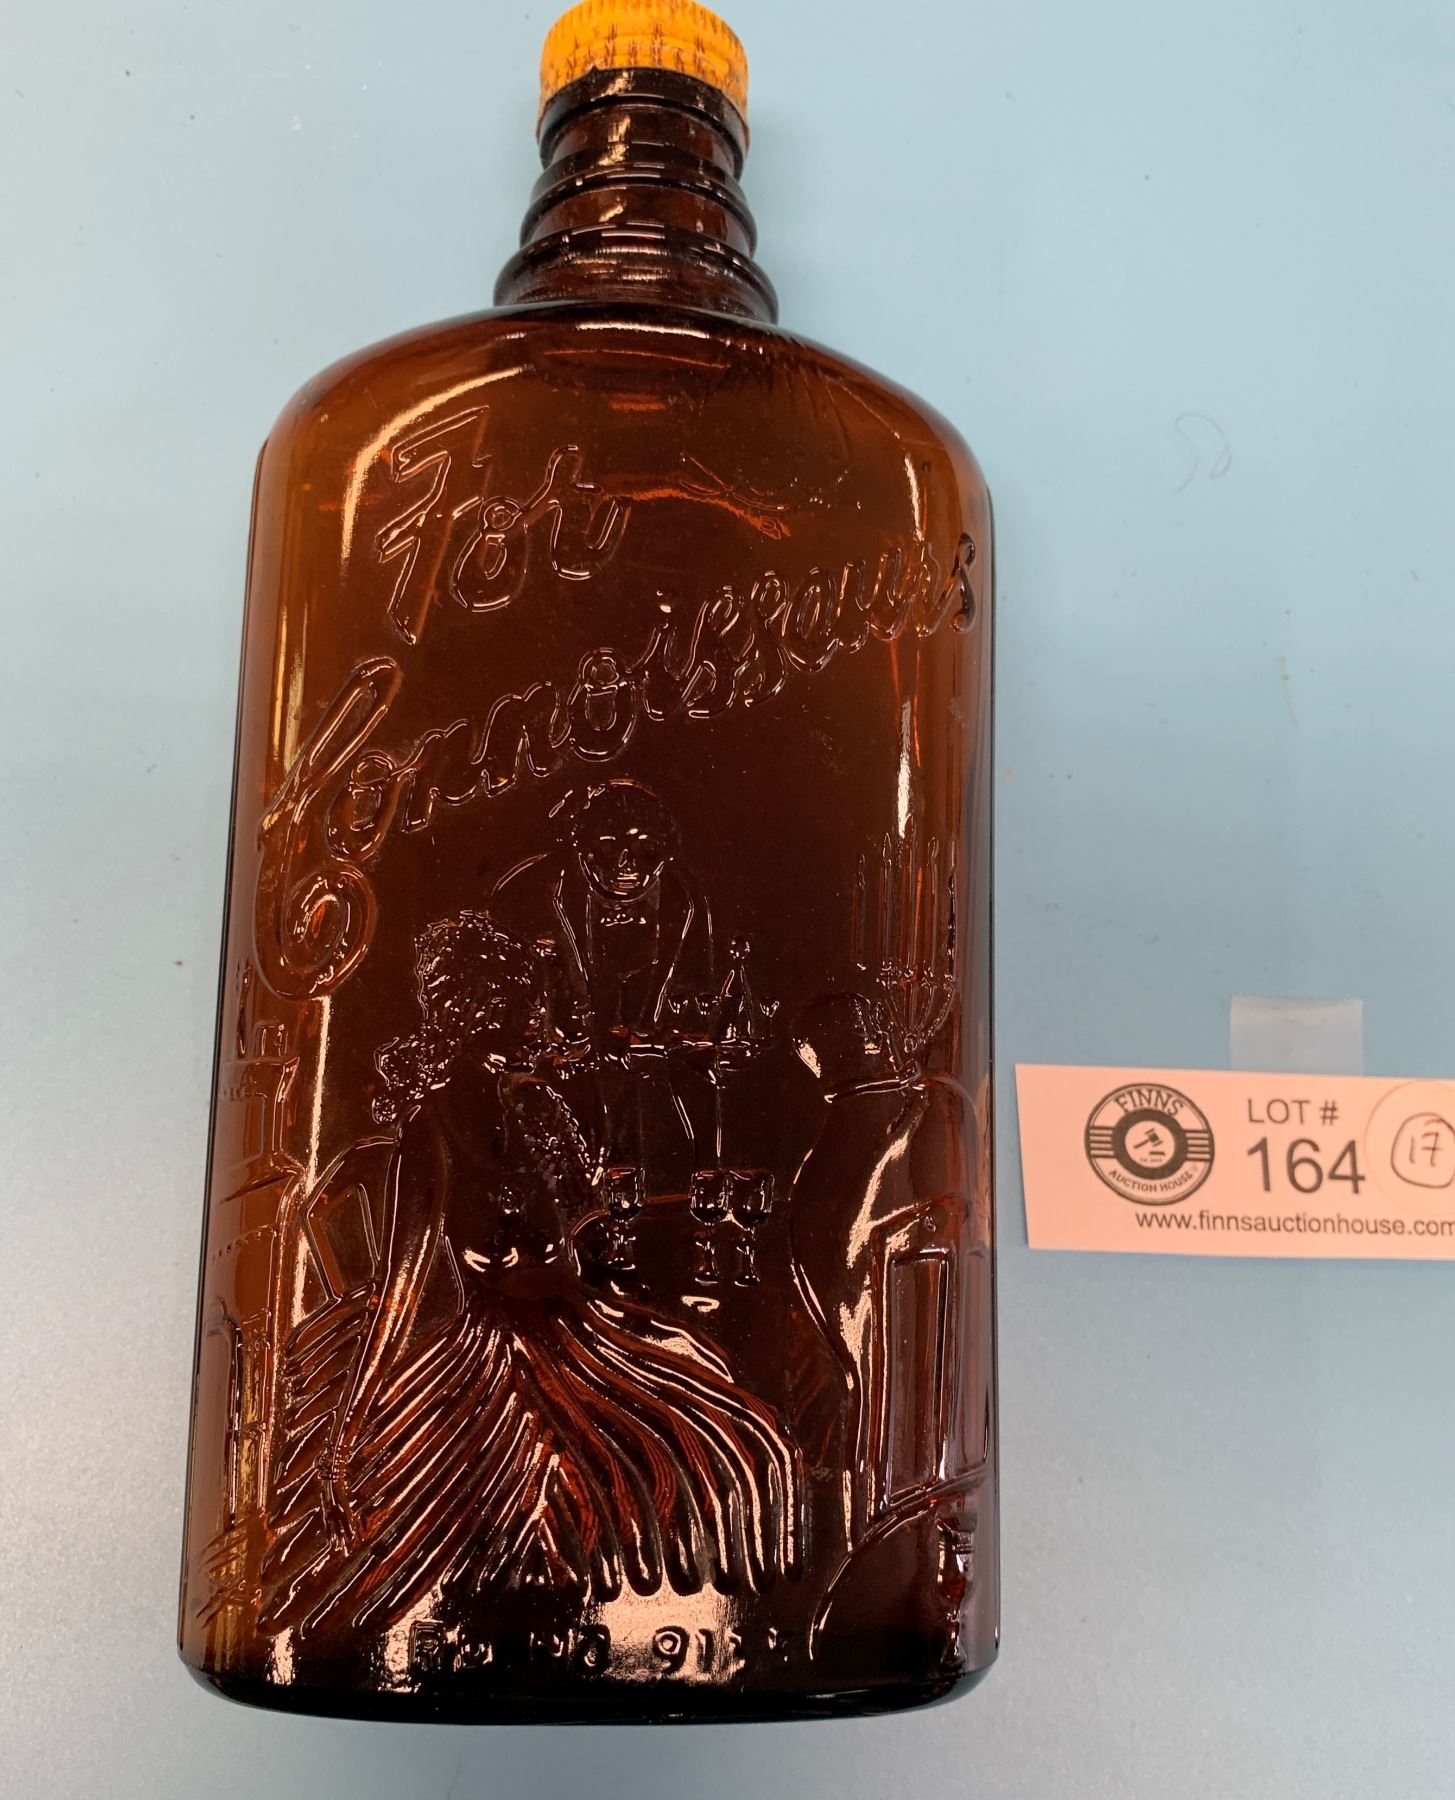 For
Connoisseurs
FINNS
AUCTION HOUSE
LOT #
164
17
www.finnsauctionhouse.com